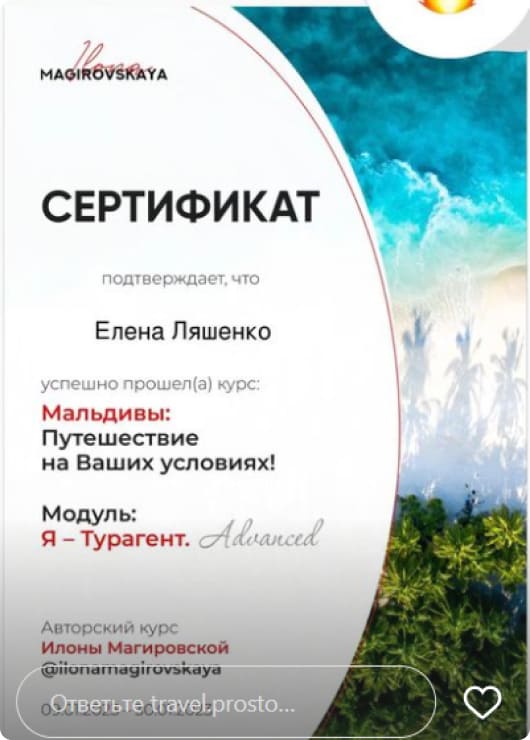 Ilona
MAGIROVSKAYA
СЕРТИФИКАТ
подтверждает, что
Елена Ляшенко
успешно прошел(а) курс:
Мальдивы:
Путешествие
на Ваших условиях!
Модуль:
Я – Турагент. Advanced
Авторский курс
Илоны Магировской
@ilonamagirovskaya
Ответьте travel.prosto...